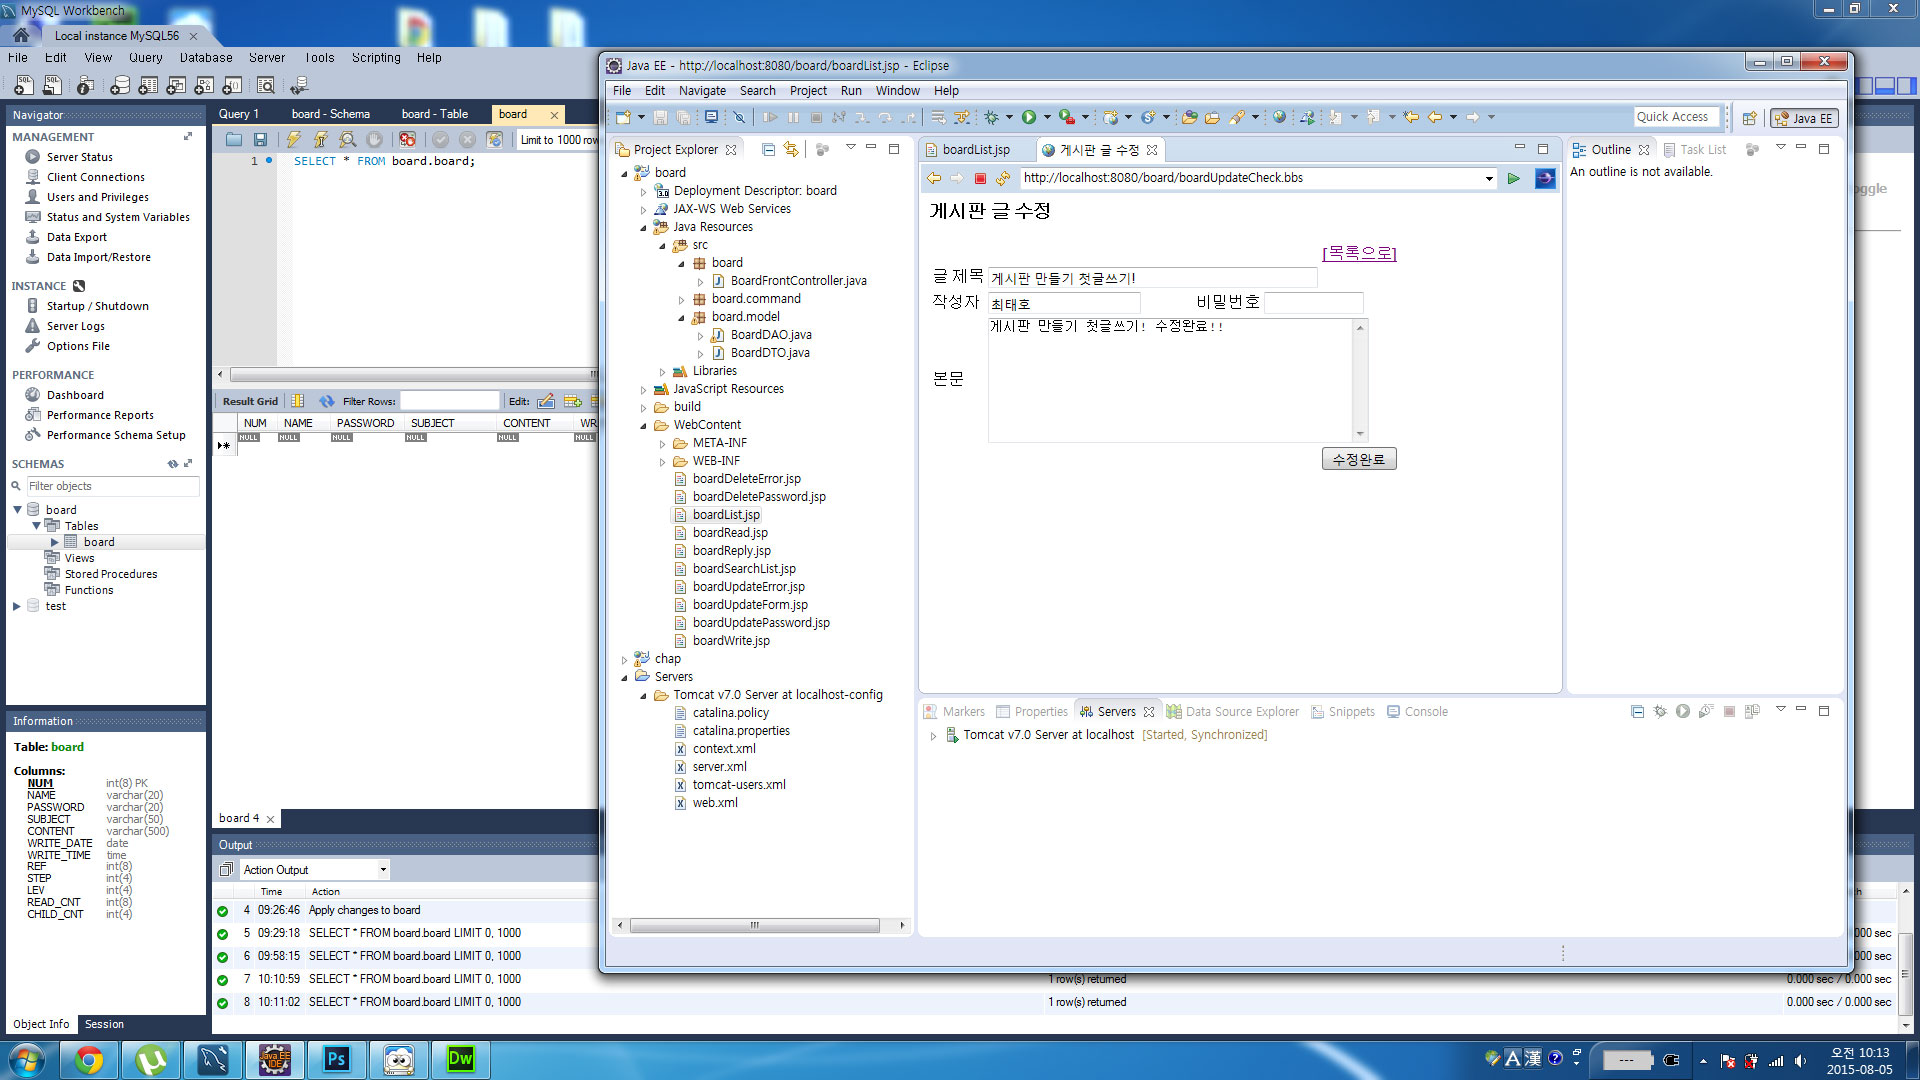 MySQL Workbench
Local instance MySQL56
File Edit View Query Database Server Tools Scripting Help
Navigator
MANAGEMENT
Server Status
Client Connections
Users and Privileges
Status and System Variables
Data Export
Data Import/Restore
INSTANCE
Startup / Shutdown
Server Logs
Options File
PERFORMANCE
Dashboard
Performance Reports
Performance Schema Setup
SCHEMAS
Filter objects
board
Tables
board
Views
Stored Procedures
Functions
test
Information
Table: board
Columns:
NUM int(8) PK
NAME varchar(20)
PASSWORD varchar(20)
SUBJECT varchar(50)
CONTENT varchar(500)
WRITE_DATE date
WRITE_TIME time
REF int(8)
STEP int(4)
LEV int(4)
READ_CNT int(8)
CHILD_CNT int(4)
Object Info Session
Query 1 board - Schema board - Table board
Limit to 1000 row
1 SELECT * FROM board.board;
Result Grid Filter Rows: Edit:
NUM NAME PASSWORD SUBJECT CONTENT WR
NULL NULL NULL NULL NULL NULL
board 4
Output
Action Output
Time Action
4 09:26:46 Apply changes to board
5 09:29:18 SELECT * FROM board.board LIMIT 0, 1000
6 09:58:15 SELECT * FROM board.board LIMIT 0, 1000
7 10:10:59 SELECT * FROM board.board LIMIT 0, 1000 1 row(s) returned 0.000 sec / 0.000 sec
8 10:11:02 SELECT * FROM board.board LIMIT 0, 1000 1 row(s) returned 0.000 sec / 0.000 sec
000 sec
000 sec
oggle
Java EE - http://localhost:8080/board/boardList.jsp - Eclipse
File Edit Navigate Search Project Run Window Help
Quick Access Java EE
Project Explorer
board
Deployment Descriptor: board
3.0
JAX-WS Web Services
Java Resources
src
board
BoardFrontController.java
board.command
board.model
BoardDAO.java
BoardDTO.java
Libraries
JavaScript Resources
build
WebContent
META-INF
WEB-INF
boardDeleteError.jsp
boardDeletePassword.jsp
boardList.jsp
boardRead.jsp
boardReply.jsp
boardSearchList.jsp
boardUpdateError.jsp
boardUpdateForm.jsp
boardUpdatePassword.jsp
boardWrite.jsp
chap
Servers
Tomcat v7.0 Server at localhost-config
catalina.policy
catalina.properties
context.xml
server.xml
tomcat-users.xml
web.xml
boardList.jsp 게시판 글 수정
http://localhost:8080/board/boardUpdateCheck.bbs
게시판 글 수정
[목록으로]
글 제목 게시판 만들기 첫글쓰기!
작성자 최태호 비밀번호
본문 게시판 만들기 첫글쓰기! 수정완료!!
수정완료
Outline Task List
An outline is not available.
Markers Properties Servers Data Source Explorer Snippets Console
Tomcat v7.0 Server at localhost [Started, Synchronized]
Java EE IDE
Ps
Dw
A 漢
---
오전 10:13
2015-08-05